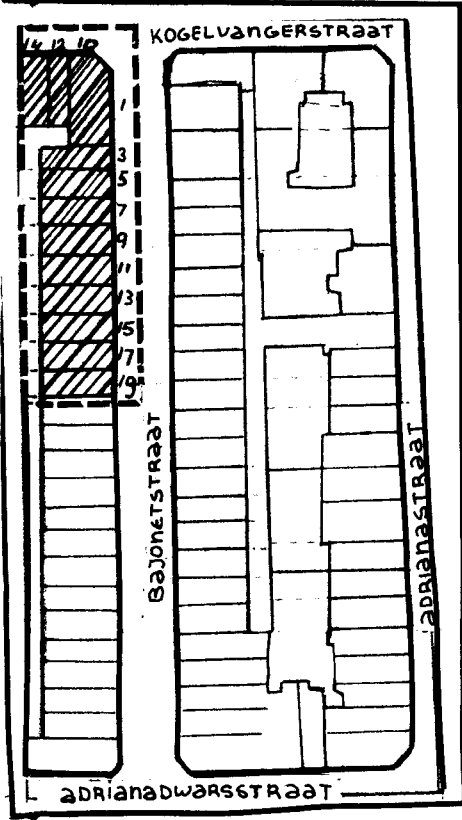 KOGELVANGERSTRAAT
14 12 10
1
3
5
7
9
11
13
15
17
19
BAJONETSTRAAT
ADRIANASTRAAT
ADRIANADWARSSTRAAT